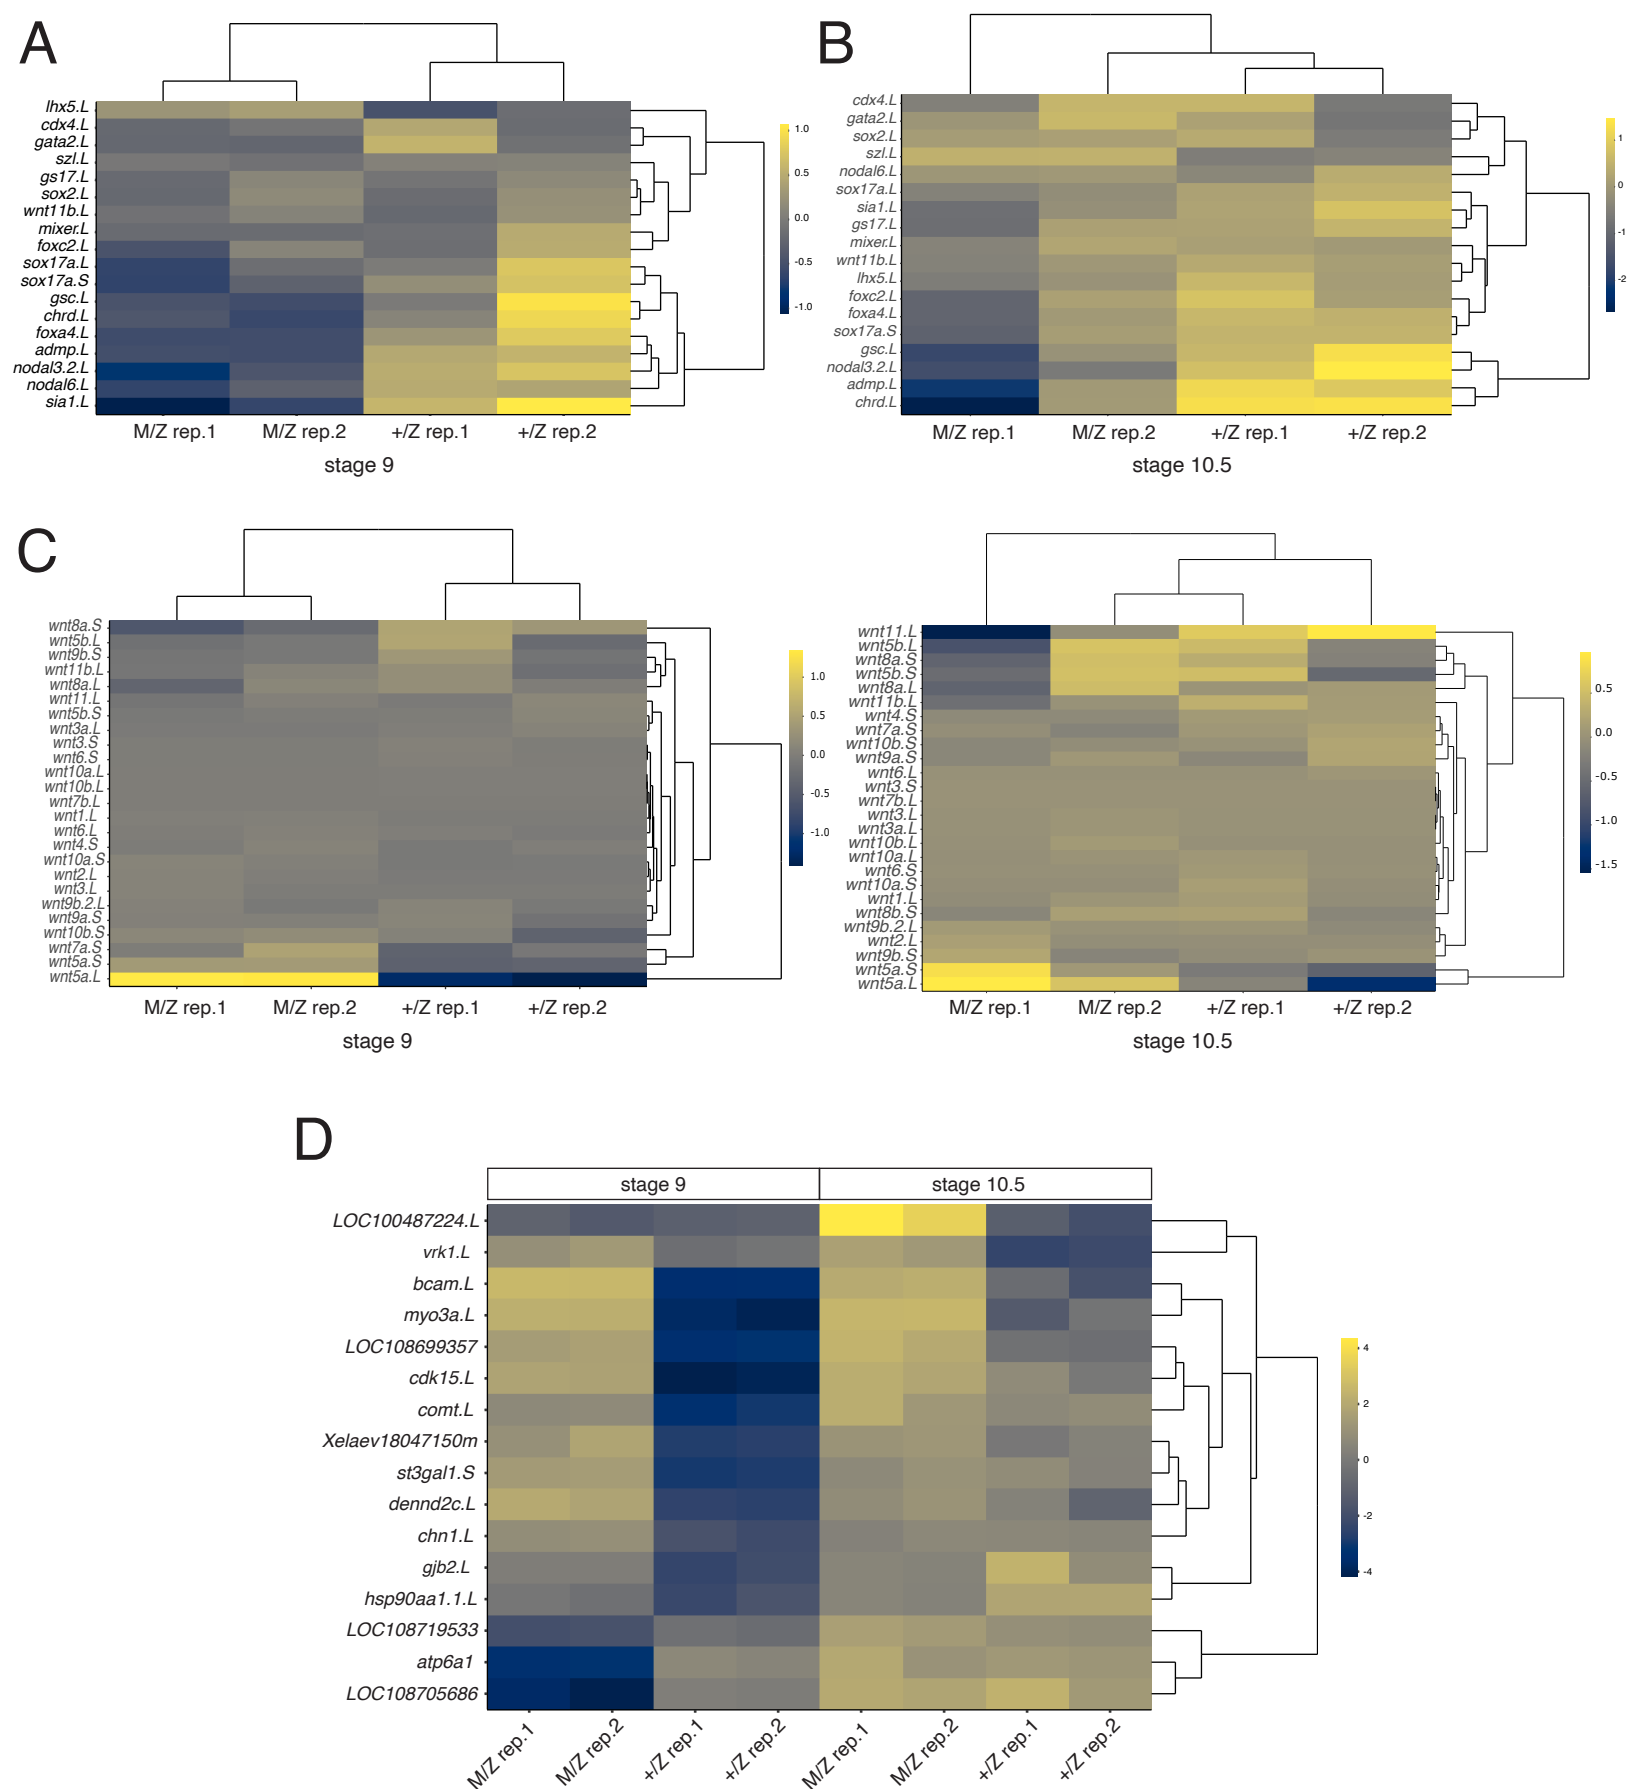 A
lhx5.L
cdx4.L
gata2.L
szl.L
gs17.L
sox2.L
wnt11b.L
mixer.L
foxc2.L
sox17a.L
sox17a.S
gsc.L
chrd.L
foxa4.L
admp.L
nodal3.2.L
nodal6.L
sia1.L
1.0
0.5
0.0
-0.5
-1.0
M/Z rep.1 M/Z rep.2 +/Z rep.1 +/Z rep.2
stage 9
B
cdx4.L
gata2.L
sox2.L
szl.L
nodal6.L
sox17a.L
sia1.L
gs17.L
mixer.L
wnt11b.L
lhx5.L
foxc2.L
foxa4.L
sox17a.S
gsc.L
nodal3.2.L
admp.L
chrd.L
1
0
-1
-2
M/Z rep.1 M/Z rep.2 +/Z rep.1 +/Z rep.2
stage 10.5
C
wnt8a.S
wnt5b.L
wnt9b.S
wnt11b.L
wnt8a.L
wnt11.L
wnt5b.S
wnt3a.L
wnt3.S
wnt6.S
wnt10a.L
wnt10b.L
wnt7b.L
wnt1.L
wnt6.L
wnt4.S
wnt10a.S
wnt2.L
wnt3.L
wnt9b.2.L
wnt9a.S
wnt10b.S
wnt7a.S
wnt5a.S
wnt5a.L
1.0
0.5
0.0
-0.5
-1.0
M/Z rep.1 M/Z rep.2 +/Z rep.1 +/Z rep.2
stage 9
wnt11.L
wnt5b.L
wnt8a.S
wnt5b.S
wnt8a.L
wnt11b.L
wnt4.S
wnt7a.S
wnt10b.S
wnt9a.S
wnt6.L
wnt3.S
wnt7b.L
wnt3.L
wnt3a.L
wnt10b.L
wnt10a.L
wnt6.S
wnt10a.S
wnt1.L
wnt8b.S
wnt9b.2.L
wnt2.L
wnt9b.S
wnt5a.S
wnt5a.L
0.5
0.0
-0.5
-1.0
-1.5
M/Z rep.1 M/Z rep.2 +/Z rep.1 +/Z rep.2
stage 10.5
D
stage 9 stage 10.5
LOC100487224.L
vrk1.L
bcam.L
myo3a.L
LOC108699357
cdk15.L
comt.L
Xelaev18047150m
st3gal1.S
dennd2c.L
chn1.L
gjb2.L
hsp90aa1.1.L
LOC108719533
atp6a1
LOC108705686
4
2
0
-2
-4
M/Z rep.1 M/Z rep.2 +/Z rep.1 +/Z rep.2 M/Z rep.1 M/Z rep.2 +/Z rep.1 +/Z rep.2